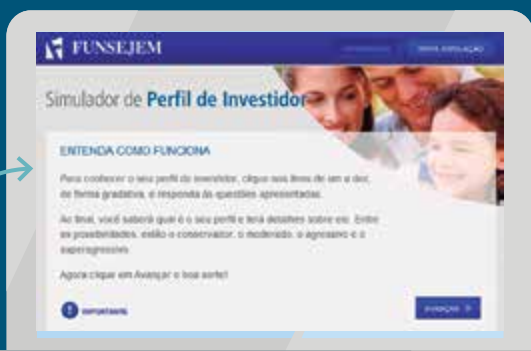 FUNSEJEM
NOVA SIMULAÇÃO
Simulador de Perfil de Investidor
ENTENDA COMO FUNCIONA
Para conhecer o seu perfil de investidor, clique nos itens de um a dez,
de forma gradativa, e responda às questões apresentadas.
Ao final, você saberá qual é o seu perfil e terá detalhes sobre ele. Entre
as possibilidades, estão o conservador, o moderado, o agressivo e o
superagressivo.
Agora clique em Avançar e boa sorte!
IMPORTANTE
AVANÇAR